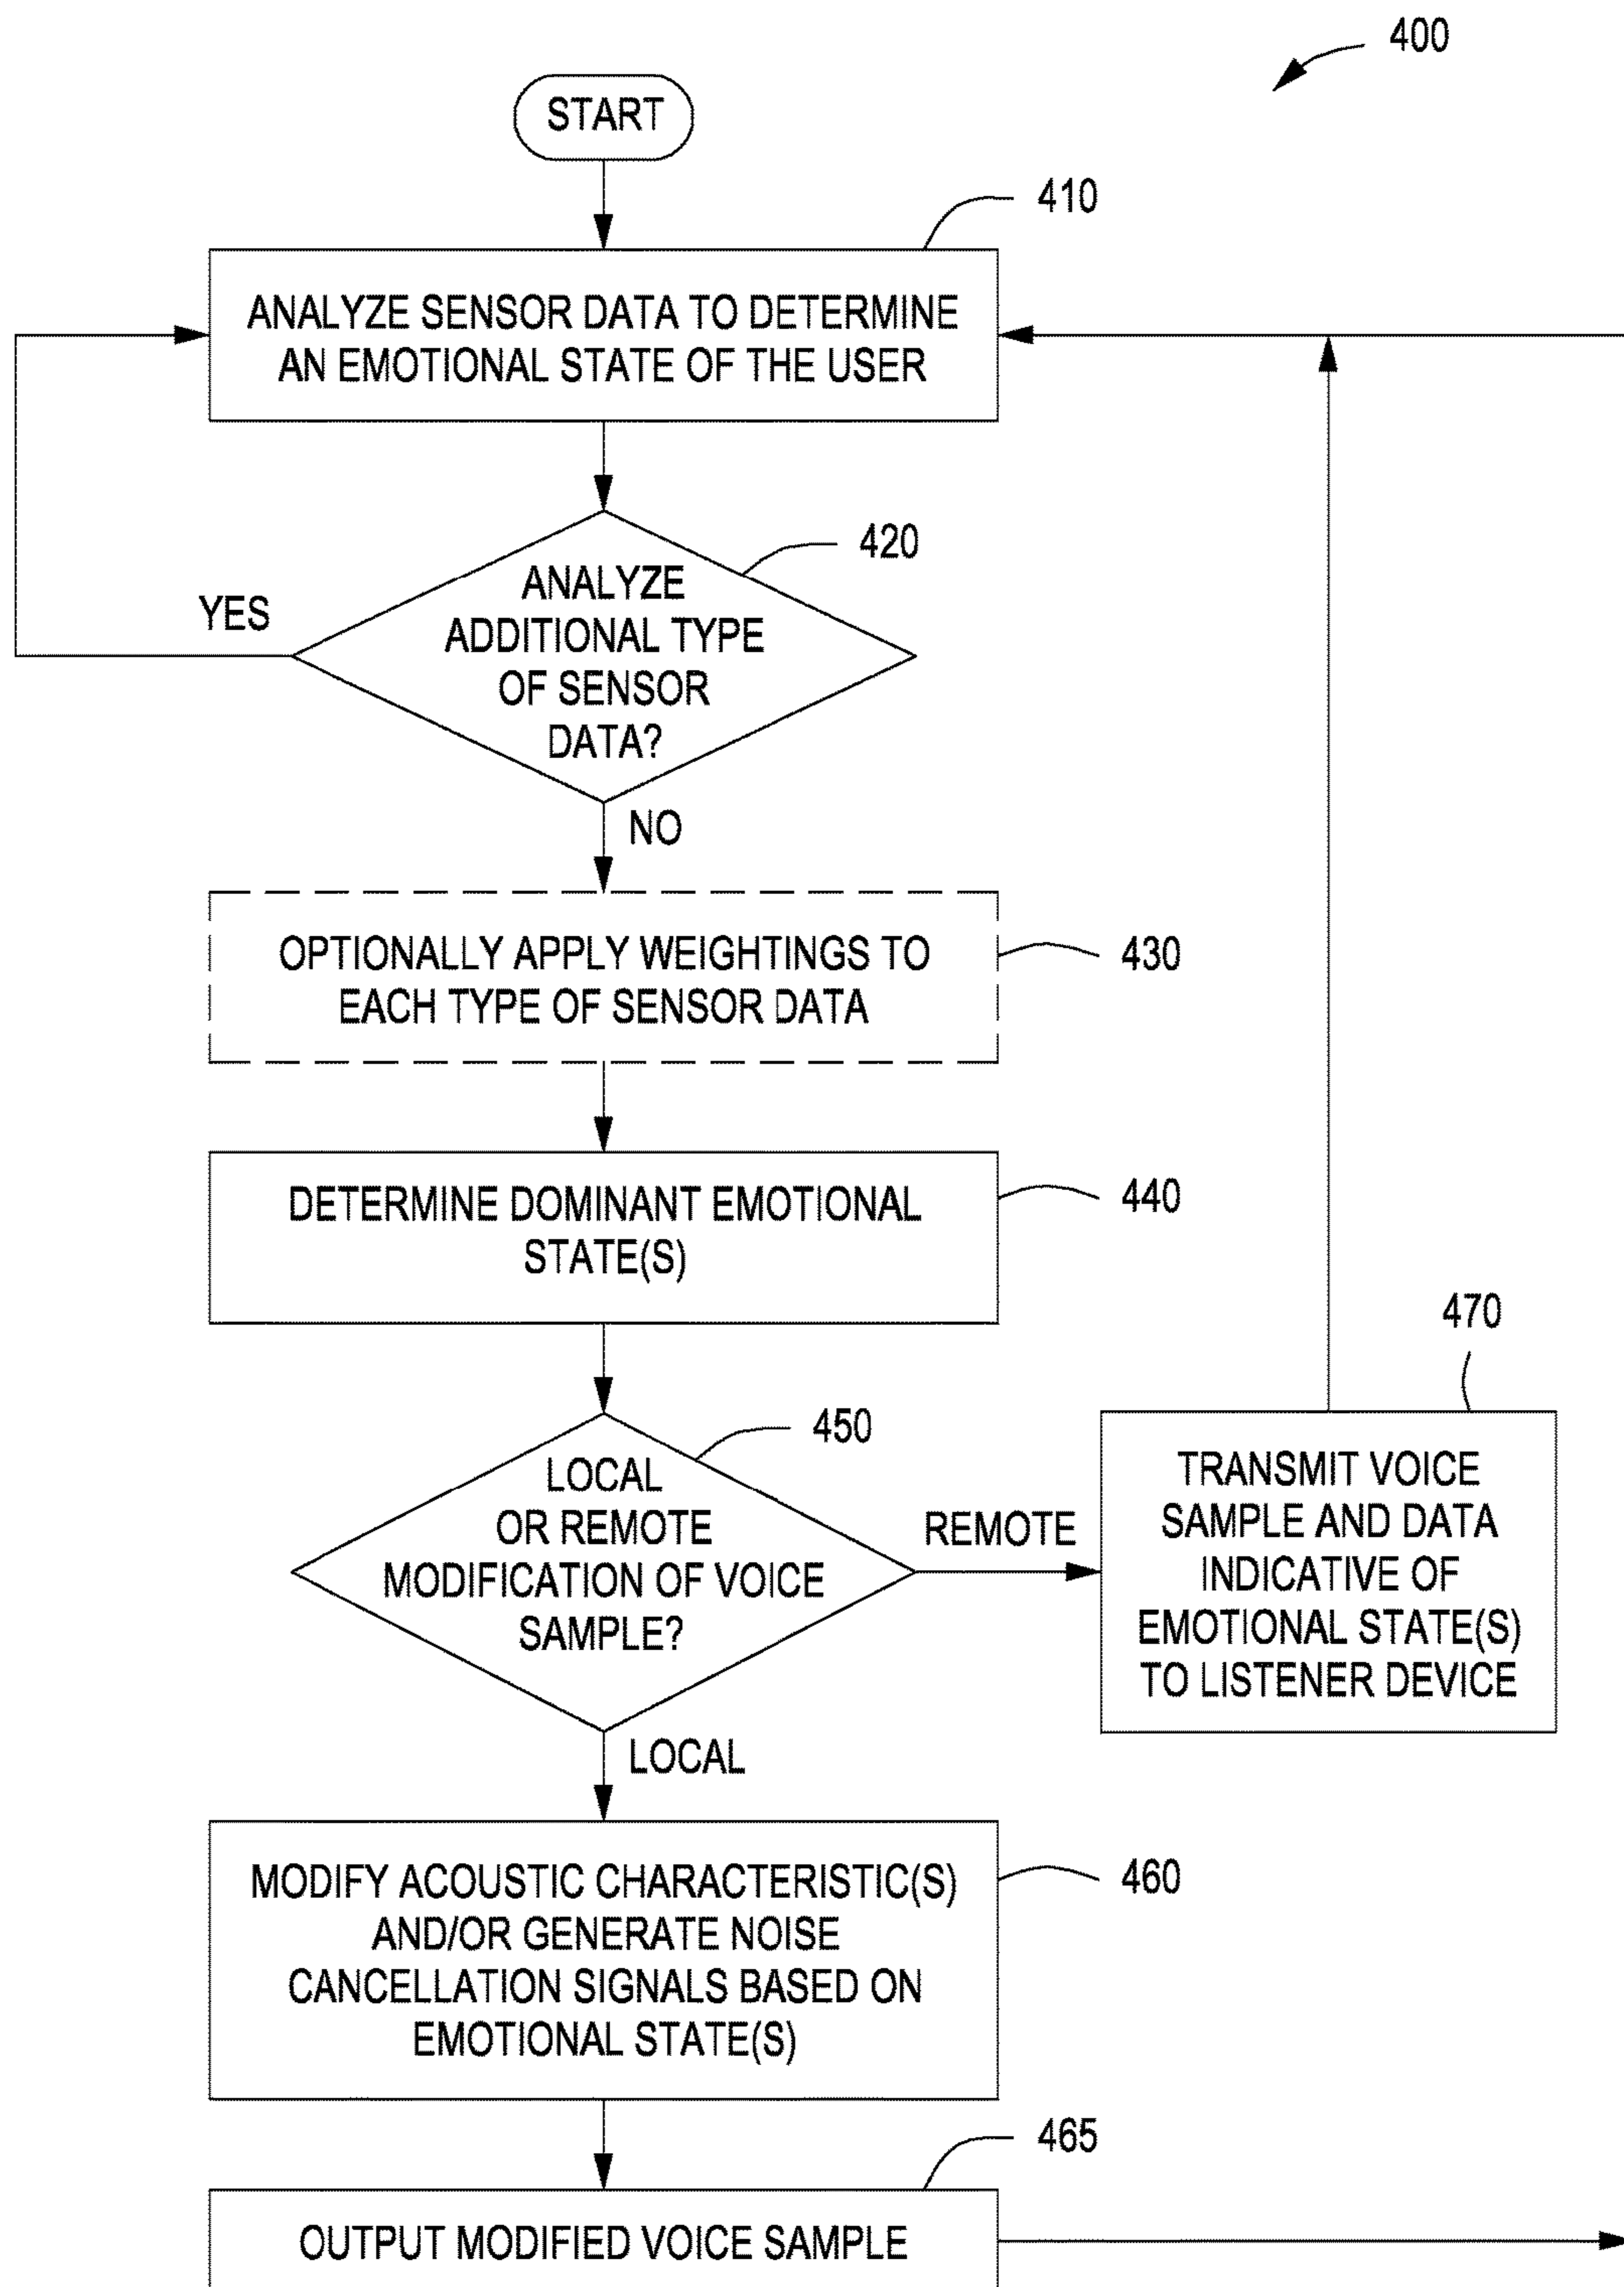 400
START
410
ANALYZE SENSOR DATA TO DETERMINE
AN EMOTIONAL STATE OF THE USER
420
ANALYZE
ADDITIONAL TYPE
OF SENSOR
DATA?
YES
NO
OPTIONALLY APPLY WEIGHTINGS TO
EACH TYPE OF SENSOR DATA
430
DETERMINE DOMINANT EMOTIONAL
STATE(S)
440
450
LOCAL
OR REMOTE
MODIFICATION OF VOICE
SAMPLE?
REMOTE
470
TRANSMIT VOICE
SAMPLE AND DATA
INDICATIVE OF
EMOTIONAL STATE(S)
TO LISTENER DEVICE
LOCAL
MODIFY ACOUSTIC CHARACTERISTIC(S)
AND/OR GENERATE NOISE
CANCELLATION SIGNALS BASED ON
EMOTIONAL STATE(S)
460
465
OUTPUT MODIFIED VOICE SAMPLE